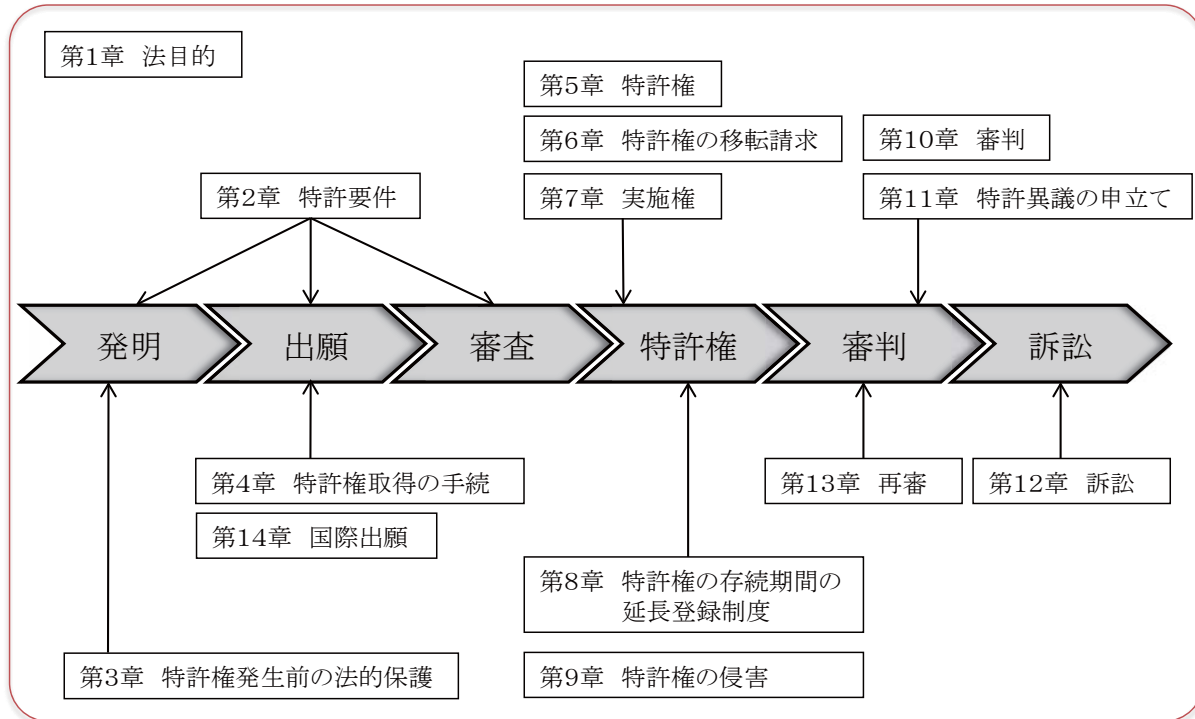 第1章 法目的
第5章 特許権
第6章 特許権の移転請求
第10章 審判
第2章 特許要件
第7章 実施権
第11章 特許異議の申立て
発明
出願
審査
特許権
審判
訴訟
第4章 特許権取得の手続
第13章 再審
第12章 訴訟
第14章 国際出願
第8章 特許権の存続期間の
延長登録制度
第3章 特許権発生前の法的保護
第9章 特許権の侵害